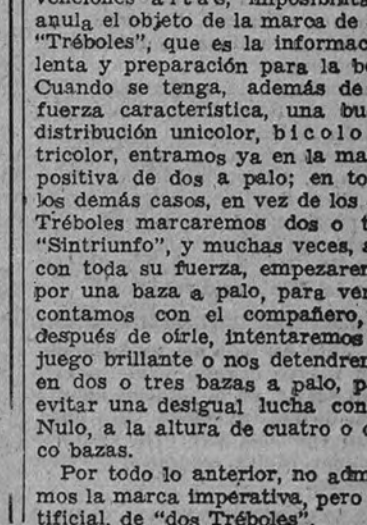 anula el objeto de la marca de
"Tréboles", que es la informac
lenta y preparación para la b
Cuando se tenga, además de
fuerza característica, una bu
distribución unicolor, bicolo
tricolor, entramos ya en la ma
positiva de dos a palo; en to
los demás casos, en vez de los
Tréboles marcaremos dos o t
"Sintriunfo", y muchas veces, a
con toda su fuerza, empezarem
por una baza a palo, para ver
contamos con el compañero,
después de oírle, intentaremos
juego brillante o nos detendrem
en dos o tres bazas a palo, p
evitar una desigual lucha con
Nulo, a la altura de cuatro o c
co bazas.
Por todo lo anterior, no adm
mos la marca imperativa, pero
tificial, de "dos Tréboles"